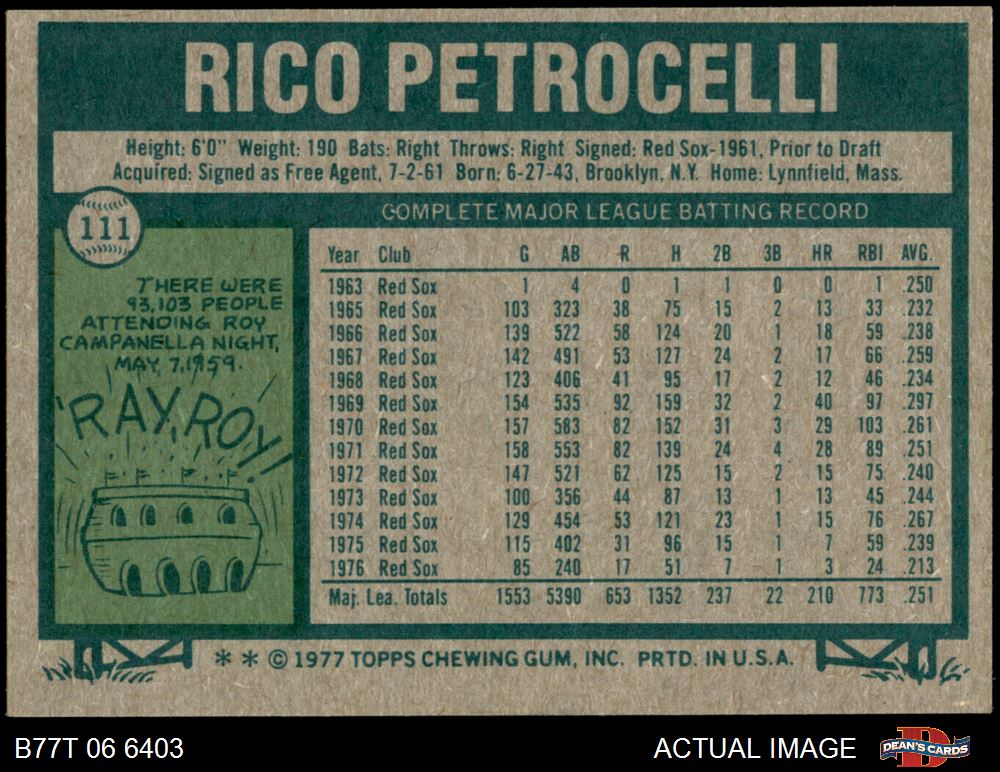 RICO PETROCELLI
Height: 6'0" Weight: 190 Bats: Right Throws: Right Signed: Red Sox-1961, Prior to Draft
Acquired: Signed as Free Agent, 7-2-61 Born: 6-27-43, Brooklyn, N.Y. Home: Lynnfield, Mass.
111
COMPLETE MAJOR LEAGUE BATTING RECORD
THERE WERE
93,103 PEOPLE
ATTENDING ROY
CAMPANELLA NIGHT,
MAY 7, 1959.
'RAY, ROY!
Year Club G AB R H 2B 3B HR RBI AVG.
1963 Red Sox 1 4 0 1 1 0 0 1 .250
1965 Red Sox 103 323 38 75 15 2 13 33 .232
1966 Red Sox 139 522 58 124 20 1 18 59 .238
1967 Red Sox 142 491 53 127 24 2 17 66 .259
1968 Red Sox 123 406 41 95 17 2 12 46 .234
1969 Red Sox 154 535 92 159 32 2 40 97 .297
1970 Red Sox 157 583 82 152 31 3 29 103 .261
1971 Red Sox 158 553 82 139 24 4 28 89 .251
1972 Red Sox 147 521 62 125 15 2 15 75 .240
1973 Red Sox 100 356 44 87 13 1 13 45 .244
1974 Red Sox 129 454 53 121 23 1 15 76 .267
1975 Red Sox 115 402 31 96 15 1 7 59 .239
1976 Red Sox 85 240 17 51 7 1 3 24 .213
Maj. Lea. Totals 1553 5390 653 1352 237 22 210 773 .251
* * © 1977 TOPPS CHEWING GUM, INC. PRTD. IN U.S.A.
B77T 06 6403
ACTUAL IMAGE
D
DEAN'S CARDS